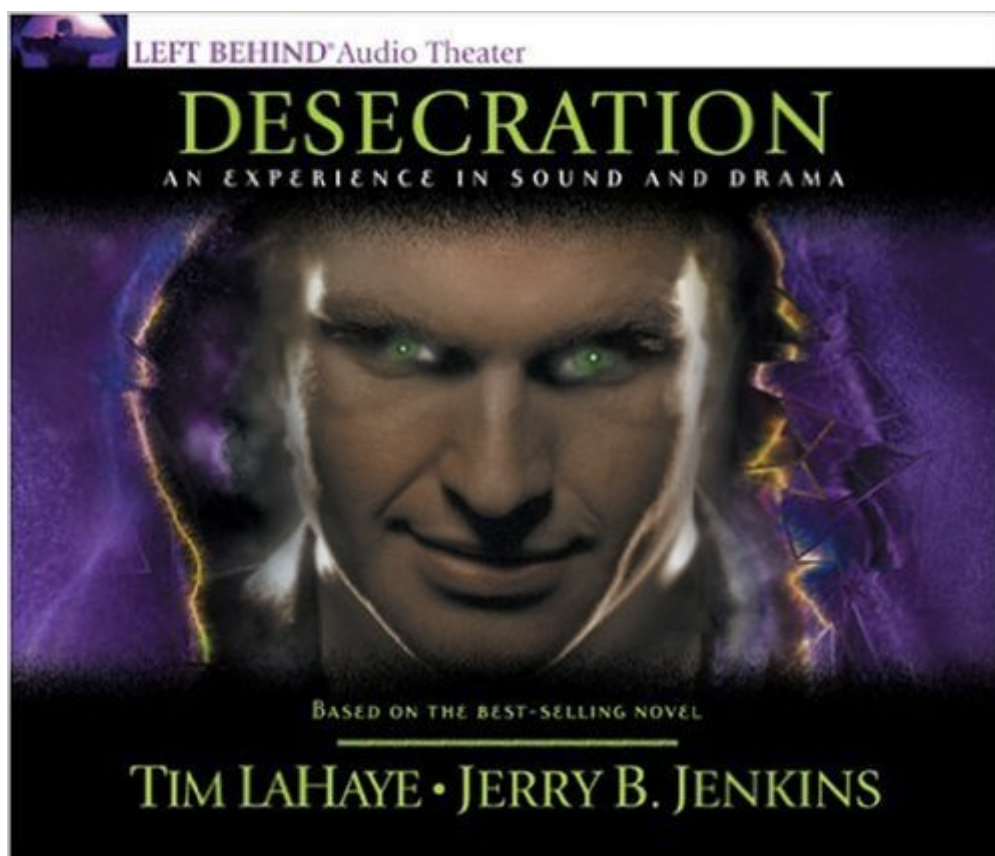 LEFT BEHIND® Audio Theater
DESECRATION
AN EXPERIENCE IN SOUND AND DRAMA
BASED ON THE BEST-SELLING NOVEL
TIM LAHAYE • JERRY B. JENKINS